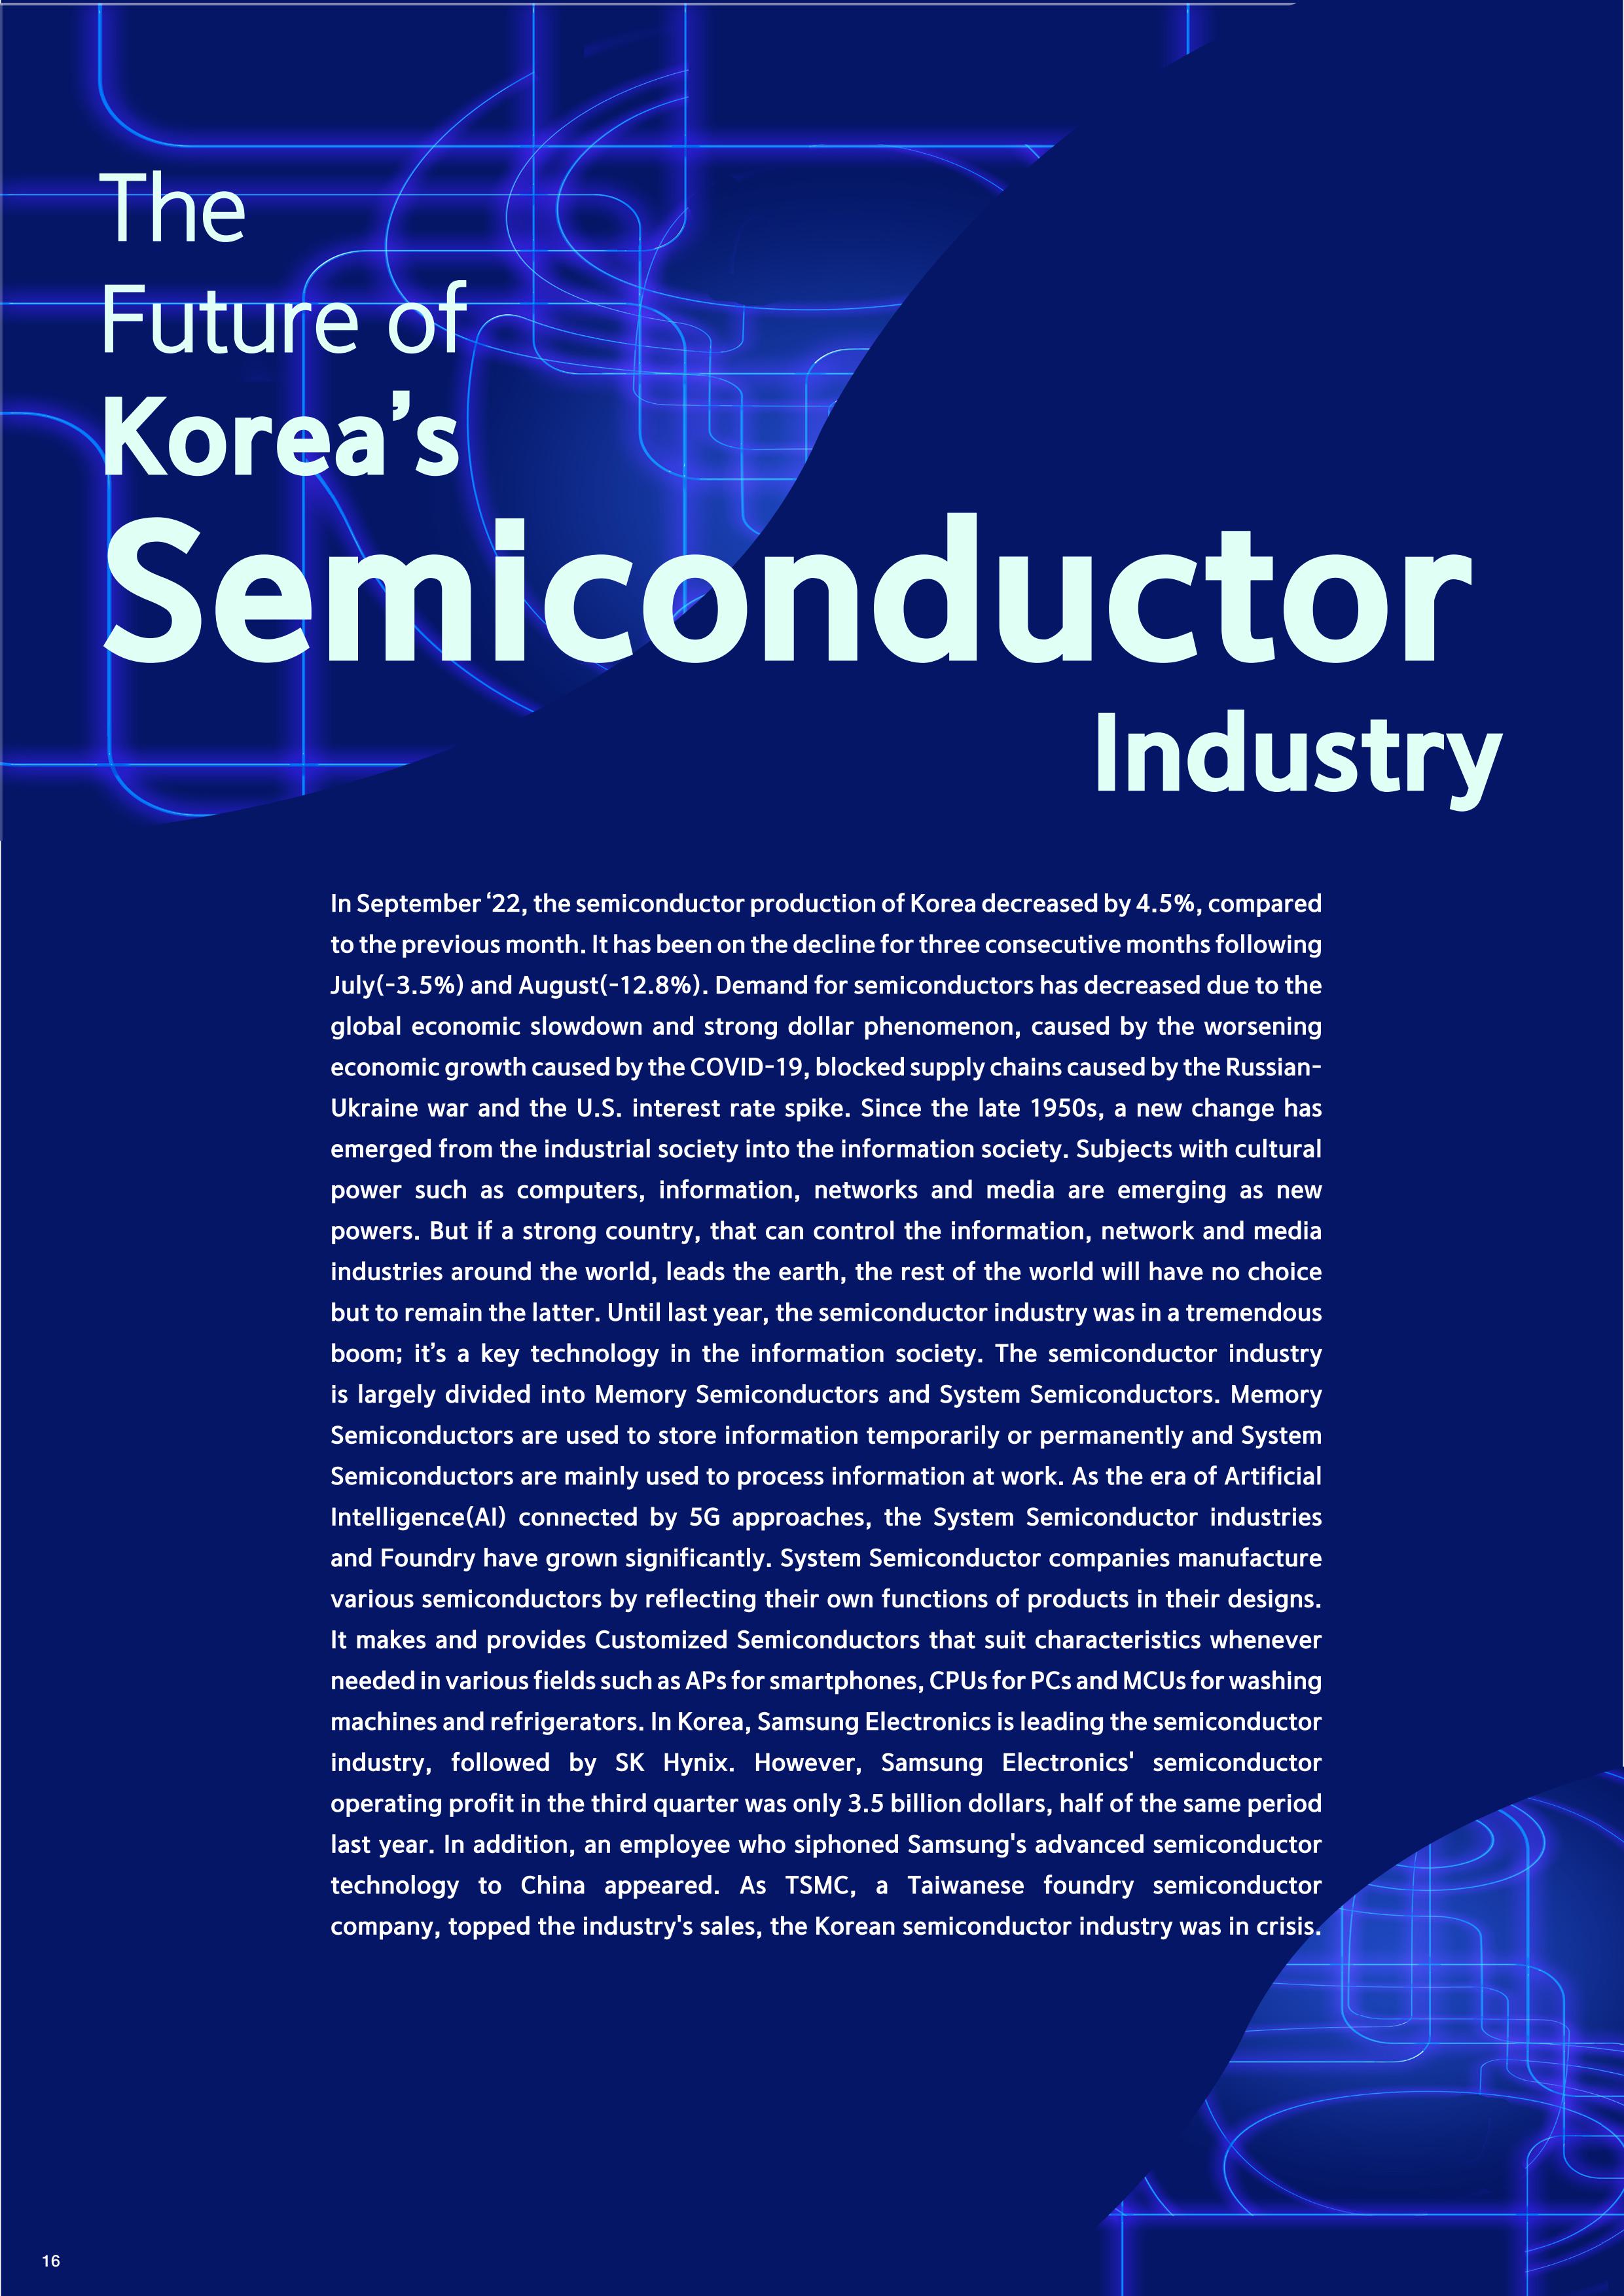 The
Future of
Korea’s
Semiconductor
Industry
In September ‘22, the semiconductor production of Korea decreased by 4.5%, compared
to the previous month. It has been on the decline for three consecutive months following
July(-3.5%) and August(-12.8%). Demand for semiconductors has decreased due to the
global economic slowdown and strong dollar phenomenon, caused by the worsening
economic growth caused by the COVID-19, blocked supply chains caused by the Russian-
Ukraine war and the U.S. interest rate spike. Since the late 1950s, a new change has
emerged from the industrial society into the information society. Subjects with cultural
power such as computers, information, networks and media are emerging as new
powers. But if a strong country, that can control the information, network and media
industries around the world, leads the earth, the rest of the world will have no choice
but to remain the latter. Until last year, the semiconductor industry was in a tremendous
boom; it’s a key technology in the information society. The semiconductor industry
is largely divided into Memory Semiconductors and System Semiconductors. Memory
Semiconductors are used to store information temporarily or permanently and System
Semiconductors are mainly used to process information at work. As the era of Artificial
Intelligence(AI) connected by 5G approaches, the System Semiconductor industries
and Foundry have grown significantly. System Semiconductor companies manufacture
various semiconductors by reflecting their own functions of products in their designs.
It makes and provides Customized Semiconductors that suit characteristics whenever
needed in various fields such as APs for smartphones, CPUs for PCs and MCUs for washing
machines and refrigerators. In Korea, Samsung Electronics is leading the semiconductor
industry, followed by SK Hynix. However, Samsung Electronics' semiconductor
operating profit in the third quarter was only 3.5 billion dollars, half of the same period
last year. In addition, an employee who siphoned Samsung's advanced semiconductor
technology to China appeared. As TSMC, a Taiwanese foundry semiconductor
company, topped the industry's sales, the Korean semiconductor industry was in crisis.
16